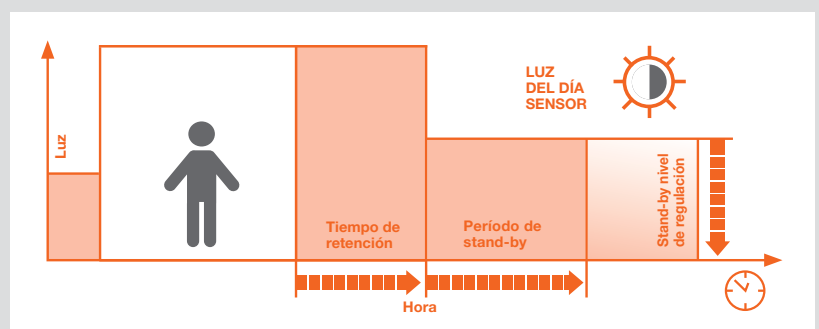 Luz
LUZ
DEL DÍA
SENSOR
Tiempo de
retención
Período de
stand-by
Stand-by nivel
de regulación
Hora